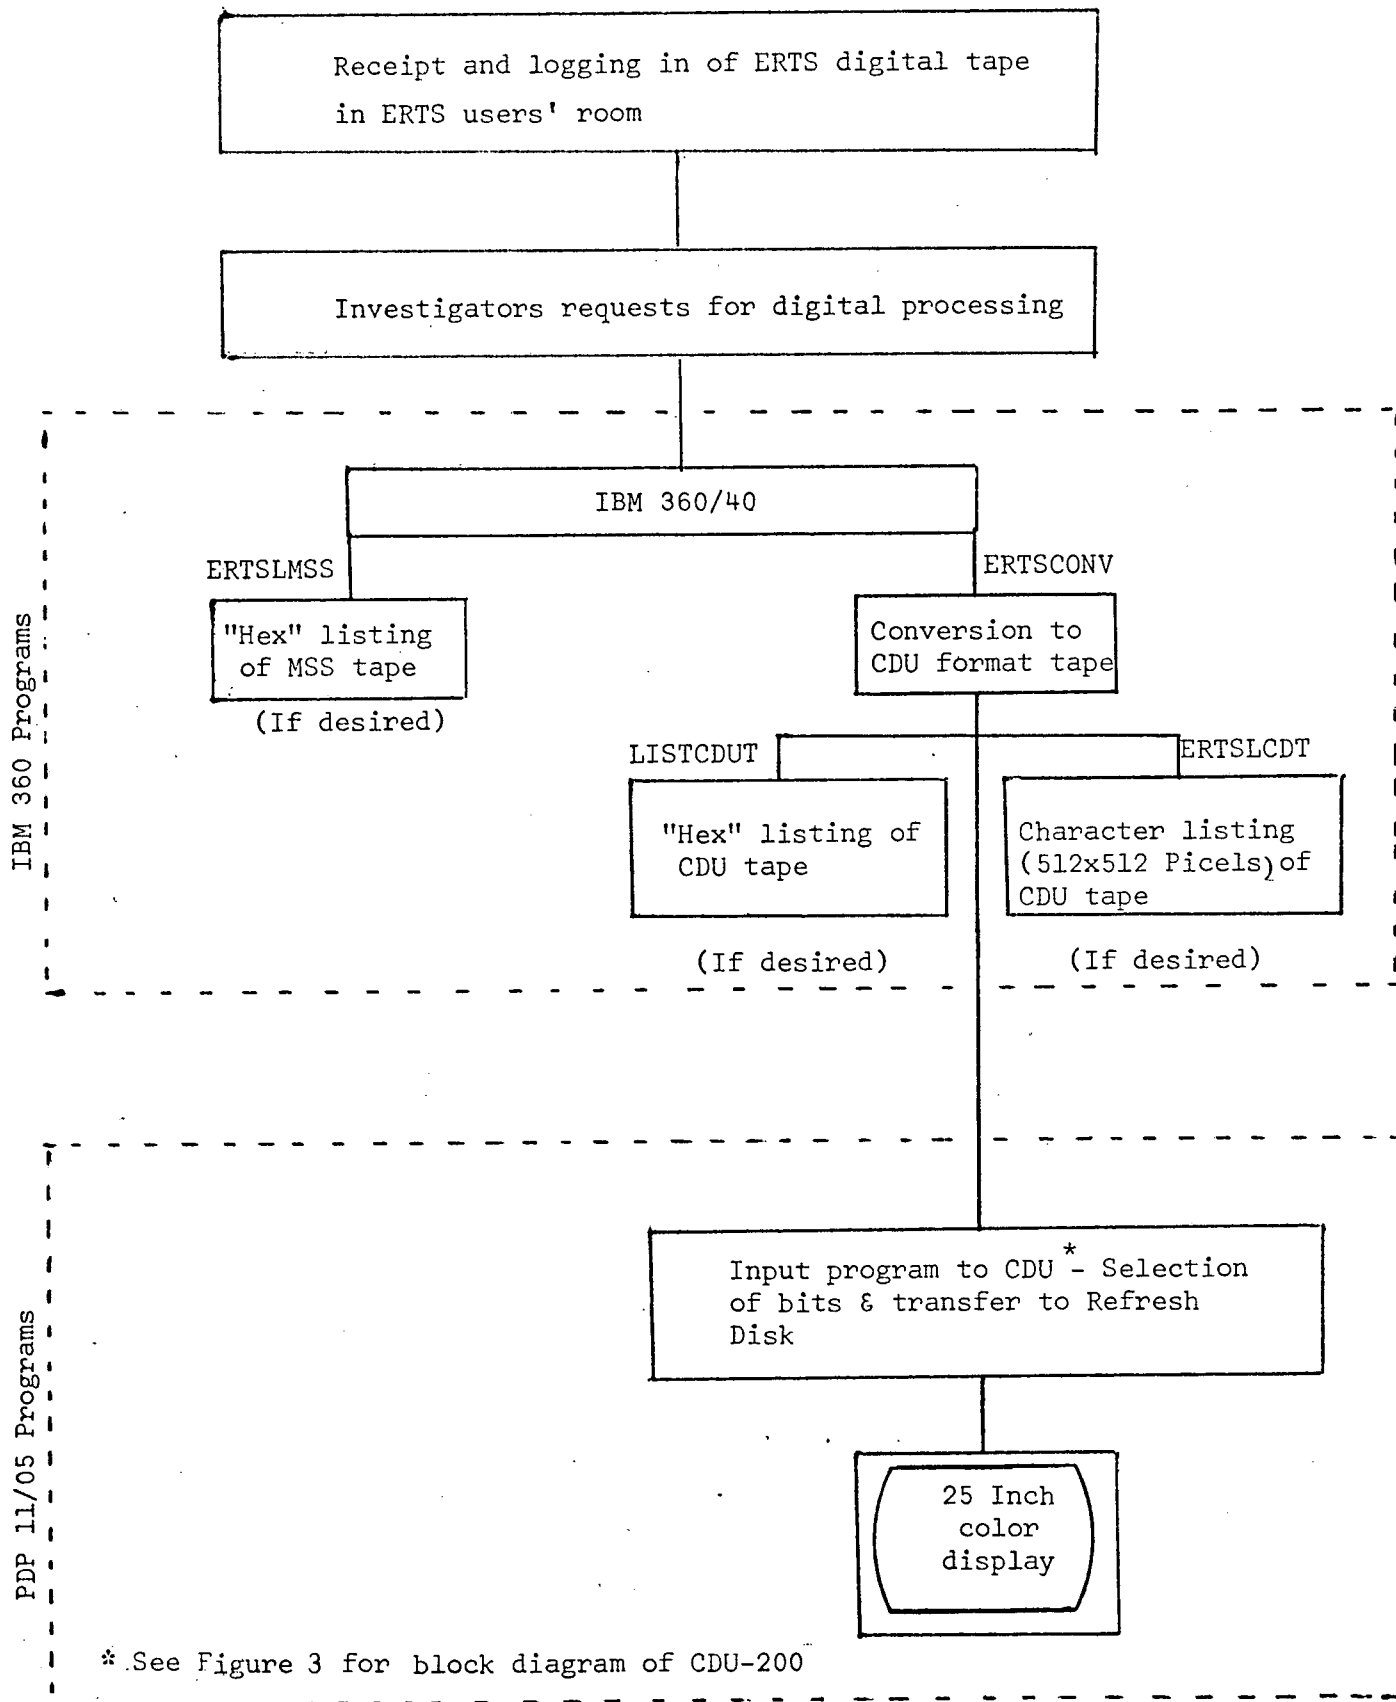 Receipt and logging in of ERTS digital tape
in ERTS users' room
Investigators requests for digital processing
IBM 360 Programs
IBM 360/40
ERTSLMSS
ERTSCONV
"Hex" listing
of MSS tape
(If desired)
Conversion to
CDU format tape
LISTCDUT
ERTSLCDT
"Hex" listing of
CDU tape
(If desired)
Character listing
(512x512 Picels) of
CDU tape
(If desired)
PDP 11/05 Programs
Input program to CDU* - Selection
of bits & transfer to Refresh
Disk
25 Inch
color
display
* See Figure 3 for block diagram of CDU-200